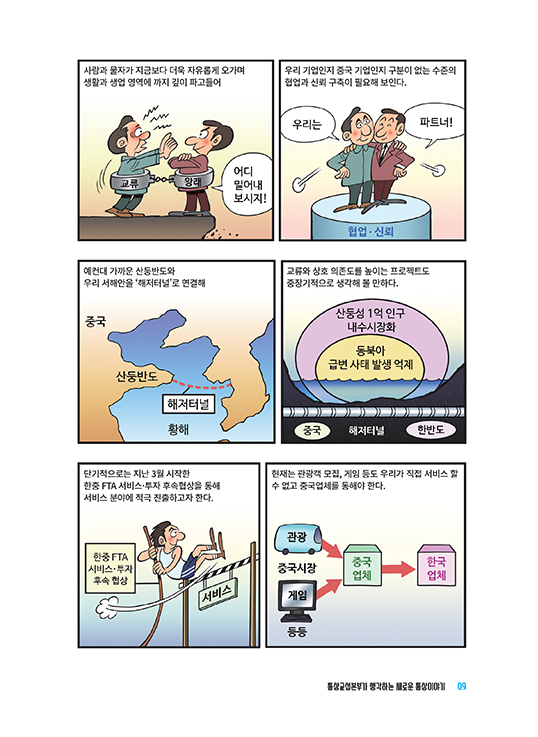 사람과 물자가 지금보다 더욱 자유롭게 오가며
생활과 생업 영역에 까지 깊이 파고들어
교류
왕래
어디
밀어내
보시지!
우리 기업인지 중국 기업인지 구분이 없는 수준의
협업과 신뢰 구축이 필요해 보인다.
우리는
파트너!
협업·신뢰
예컨대 가까운 산둥반도와
우리 서해안을 '해저터널'로 연결해
중국
산둥반도
해저터널
황해
교류와 상호 의존도를 높이는 프로젝트도
중장기적으로 생각해 볼 만하다.
산둥성 1억 인구
내수시장화
동북아
급변 사태 발생 억제
중국
해저터널
한반도
단기적으로는 지난 3월 시작한
한중 FTA 서비스·투자 후속협상을 통해
서비스 분야에 적극 진출하고자 한다.
한중 FTA
서비스·투자
후속 협상
서비스
현재는 관광객 모집, 게임 등도 우리가 직접 서비스 할
수 없고 중국업체를 통해야 한다.
관광
중국시장
게임
등등
중국
업체
한국
업체
통상교섭본부가 생각하는 새로운 통상이야기 09